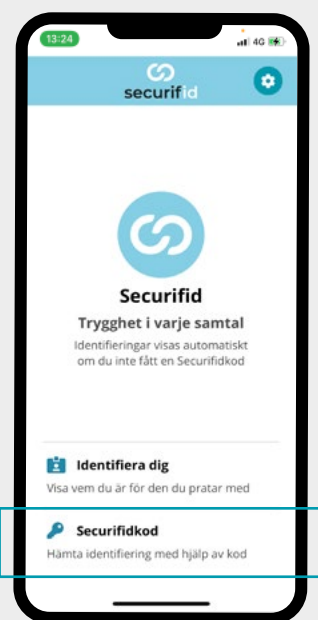 13:24
4G
securifid
Securifid
Trygghet i varje samtal
Identifieringar visas automatiskt
om du inte fått en Securifidkod
Identifiera dig
Visa vem du är för den du pratar med
Securifidkod
Hämta identifiering med hjälp av kod